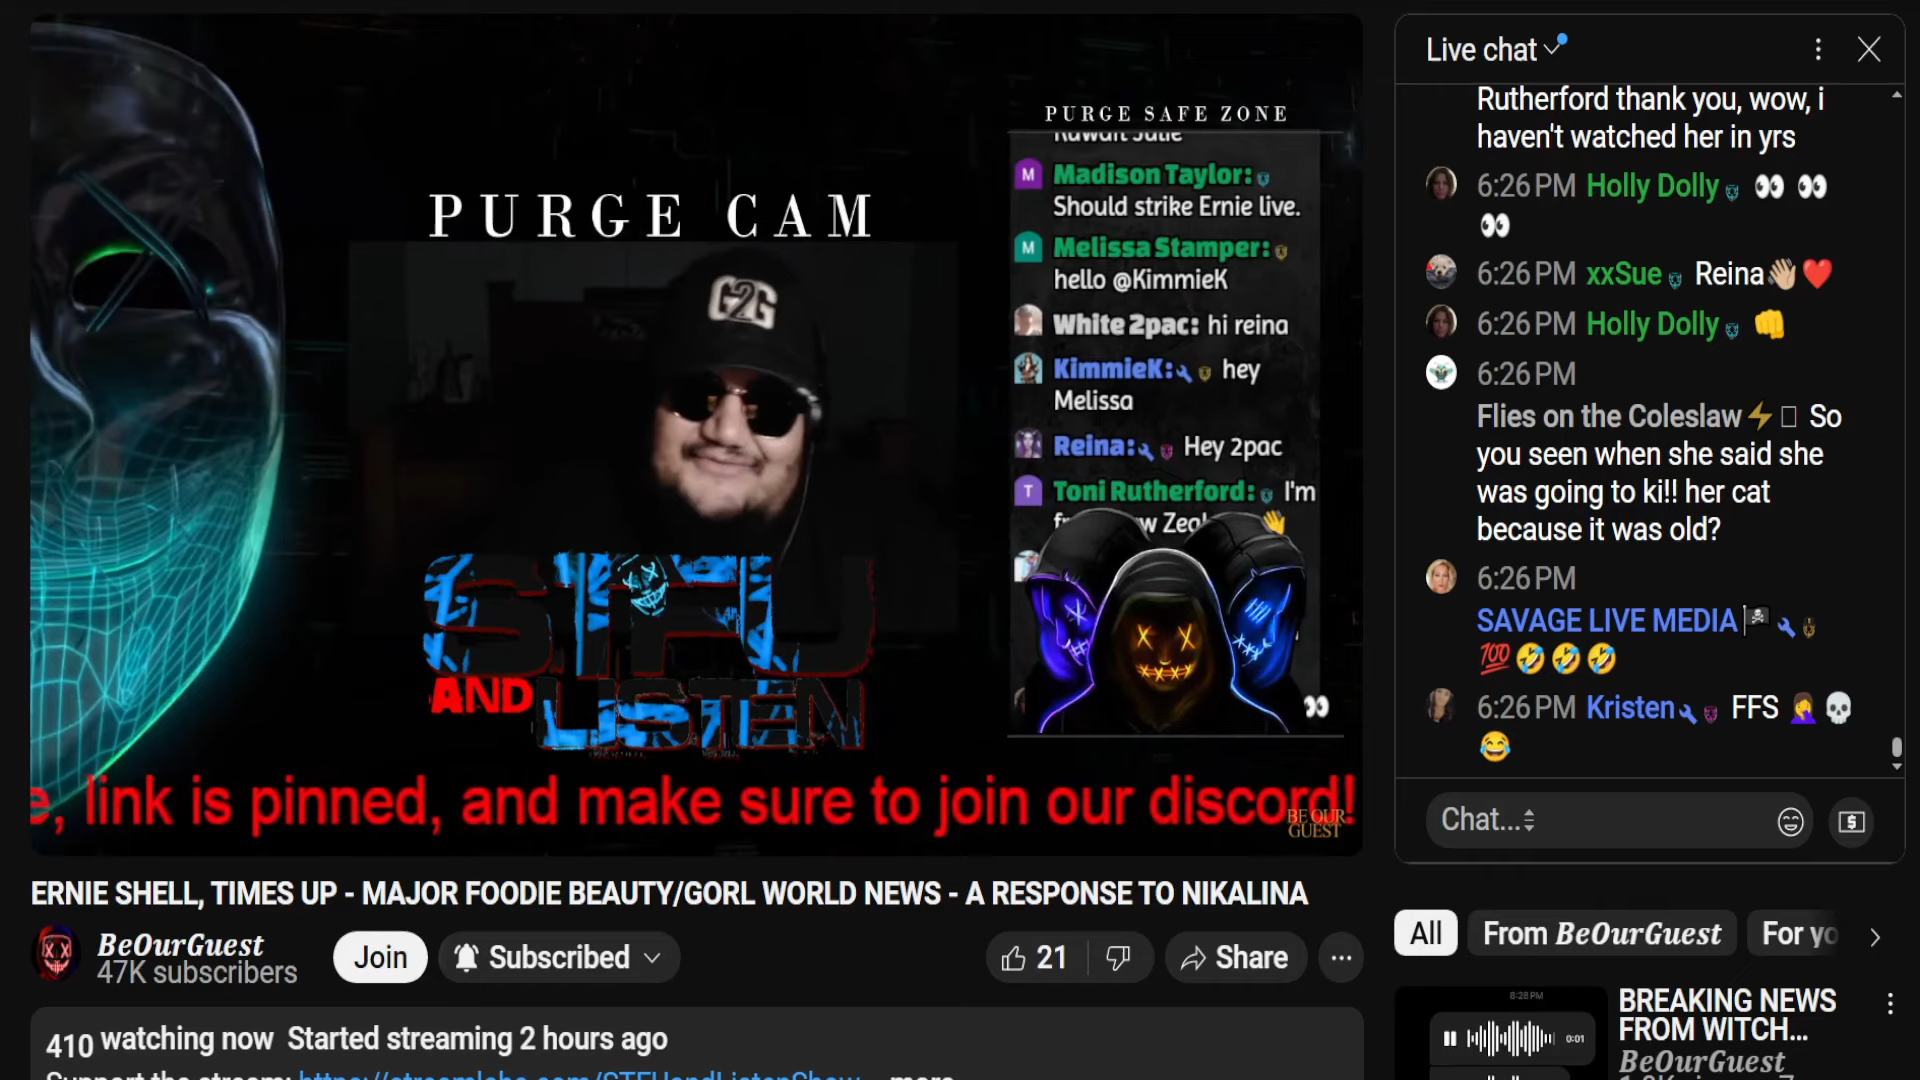 PURGE CAM
G2G
STFU
AND LISTEN
PURGE SAFE ZONE
Kawaii Julie
M Madison Taylor:
Should strike Ernie live.
M Melissa Stamper:
hello @KimmieK
White 2pac: hi reina
KimmieK: hey
Melissa
Reina: Hey 2pac
T Toni Rutherford: I'm
👀
, link is pinned, and make sure to join our discord!
BE OUR
GUEST
ERNIE SHELL, TIMES UP - MAJOR FOODIE BEAUTY/GORL WORLD NEWS - A RESPONSE TO NIKALINA
BeOurGuest
47K subscribers
Join
Subscribed
21
Share
410 watching now Started streaming 2 hours ago
Support the stream: https://streamlabs.com/STFUandListenShow ...more
Live chat
Rutherford thank you, wow, i
haven't watched her in yrs
6:26 PM Holly Dolly 👀 👀
👀
6:26 PM xxSue Reina👋🏼❤️
6:26 PM Holly Dolly 👊
6:26 PM
Flies on the Coleslaw⚡ So
you seen when she said she
was going to ki!! her cat
because it was old?
6:26 PM
SAVAGE LIVE MEDIA🏴‍☠️
💯🤣🤣🤣
6:26 PM Kristen FFS 🤦‍♀️💀
😂
Chat...
All
From BeOurGuest
For yo
8:28 PM
0:01
BREAKING NEWS
FROM WITCH...
BeOurGuest